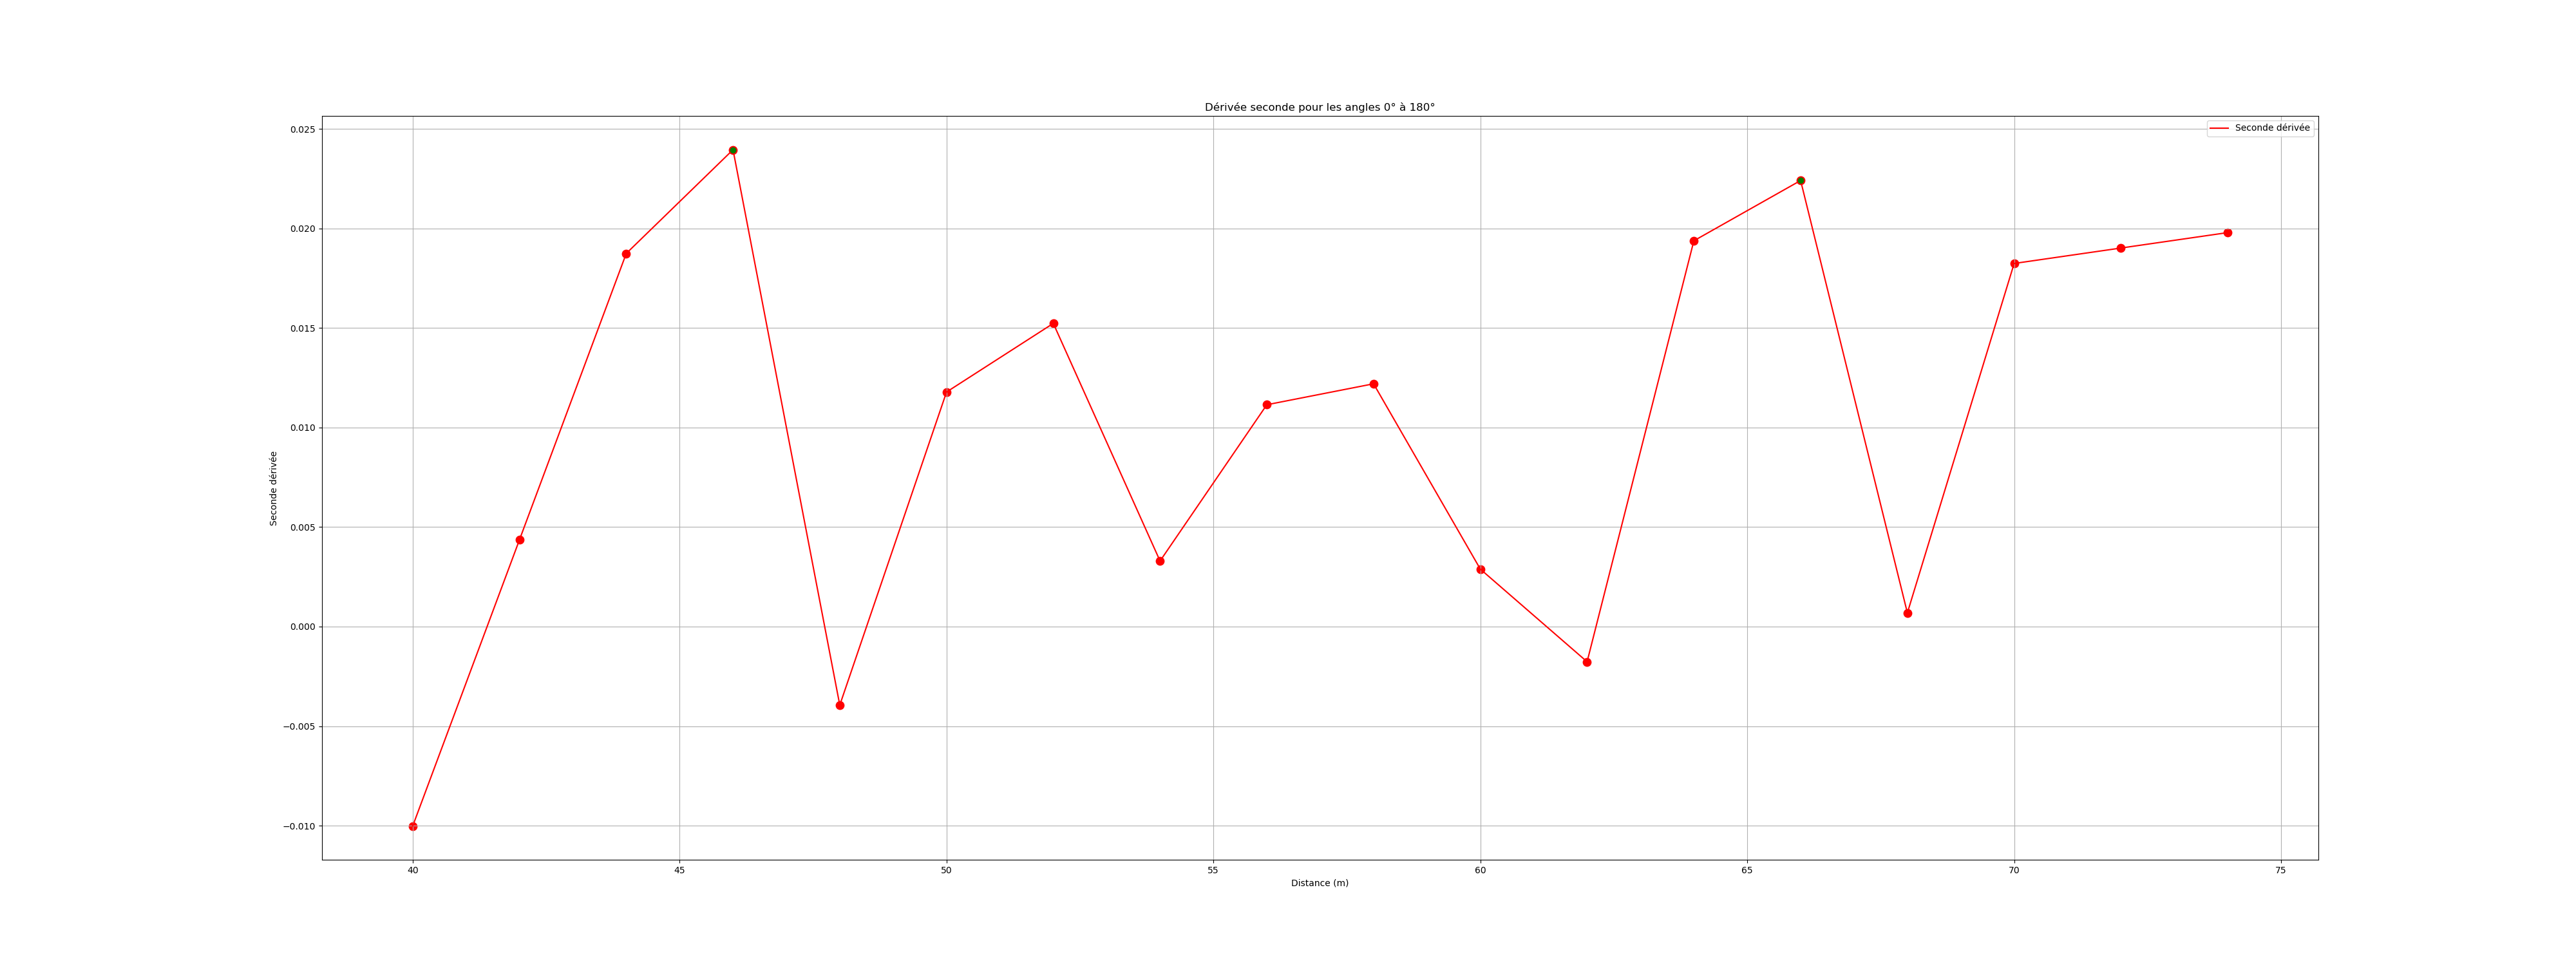 Dérivée seconde pour les angles 0° à 180°
Seconde dérivée
0.025
0.020
0.015
0.010
0.005
0.000
−0.005
−0.010
Seconde dérivée
40 45 50 55 60 65 70 75
Distance (m)